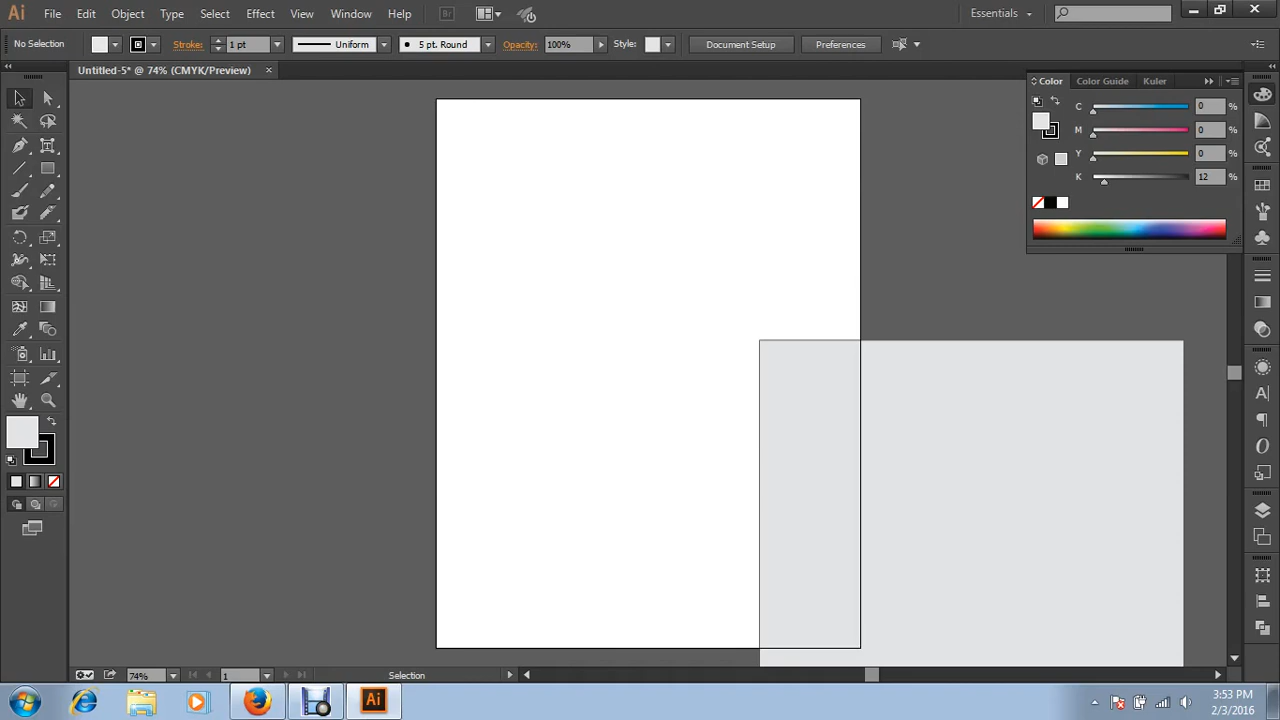 Ai File Edit Object Type Select Effect View Window Help Br Essentials
No Selection Stroke: 1 pt Uniform 5 pt. Round Opacity: 100% Style: Document Setup Preferences
Untitled-5* @ 74% (CMYK/Preview)
Color Color Guide Kuler
C 0 %
M 0 %
Y 0 %
K 12 %
74% 1 Selection
Ai
3:53 PM
2/3/2016